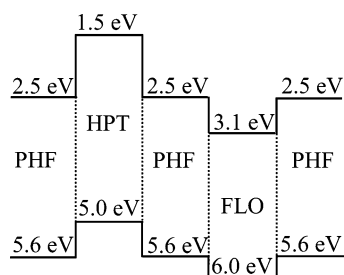 1.5 eV
2.5 eV 2.5 eV 2.5 eV
HPT 3.1 eV
PHF PHF PHF
5.0 eV FLO
5.6 eV 5.6 eV 5.6 eV
6.0 eV